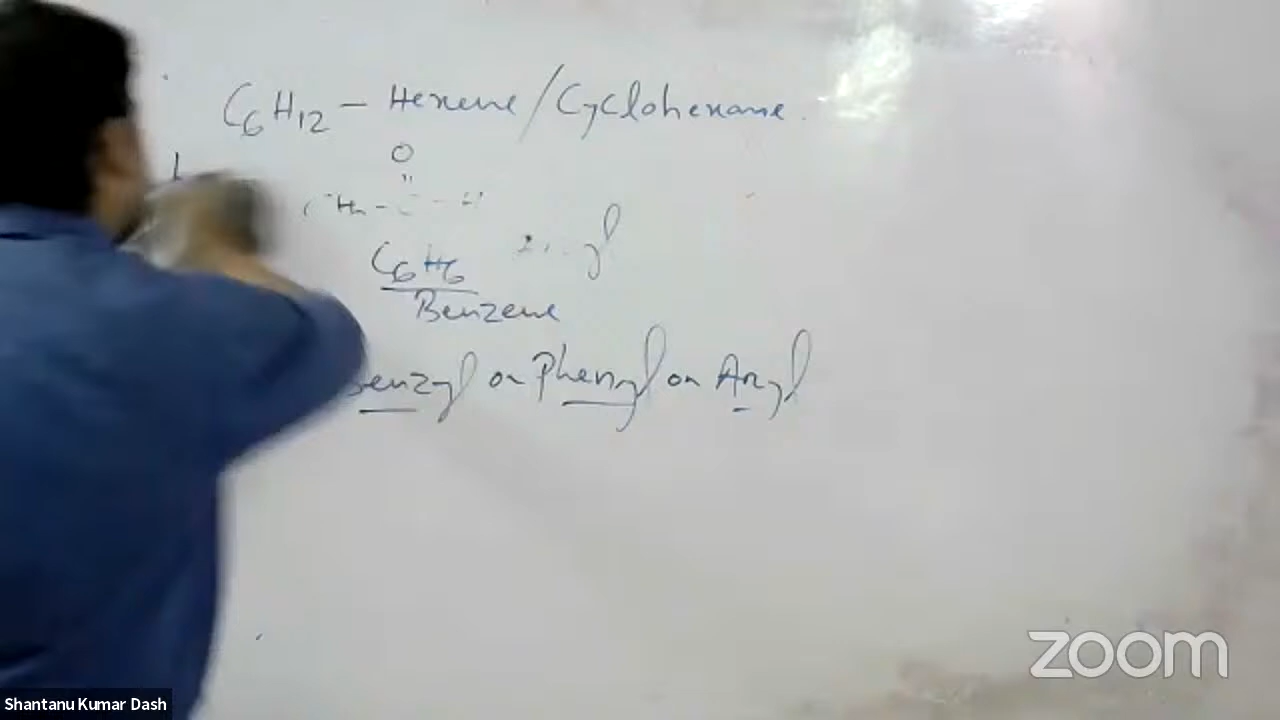 C6H12 – Hexene/Cyclohexane.
O
"
C6H6
Benzene
Benzyl or Phenyl or Aryl
zoom
Shantanu Kumar Dash